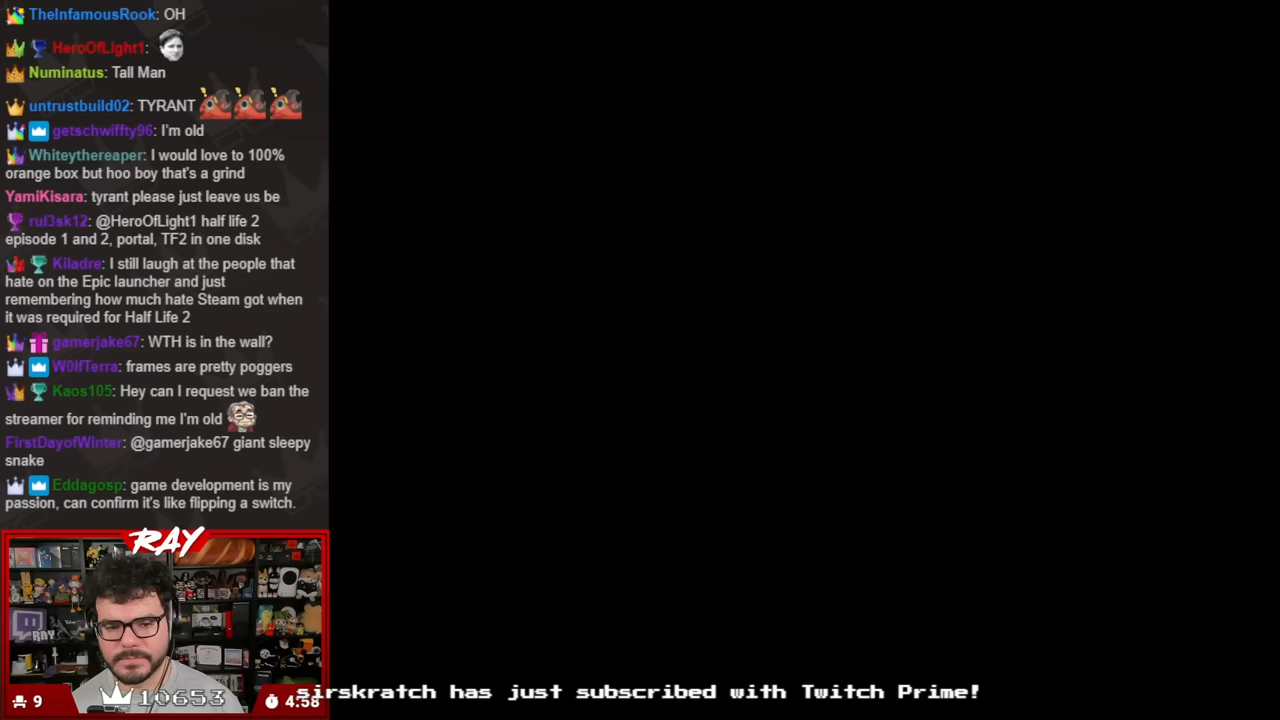 TheInfamousRook: OH
HeroOfLight1:
Numinatus: Tall Man
untrustbuild02: TYRANT
getschwiffty96: I'm old
Whiteythereaper: I would love to 100%
orange box but hoo boy that's a grind
YamiKisara: tyrant please just leave us be
rul3sk12: @HeroOfLight1 half life 2
episode 1 and 2, portal, TF2 in one disk
Kiladre: I still laugh at the people that
hate on the Epic launcher and just
remembering how much hate Steam got when
it was required for Half Life 2
gamerjake67: WTH is in the wall?
W0lfTerra: frames are pretty poggers
Kaos105: Hey can I request we ban the
streamer for reminding me I'm old
FirstDayofWinter: @gamerjake67 giant sleepy
snake
Eddagosp: game development is my
passion, can confirm it's like flipping a switch.
RAY
RAY
9
10653
4:58
sirskratch has just subscribed with Twitch Prime!